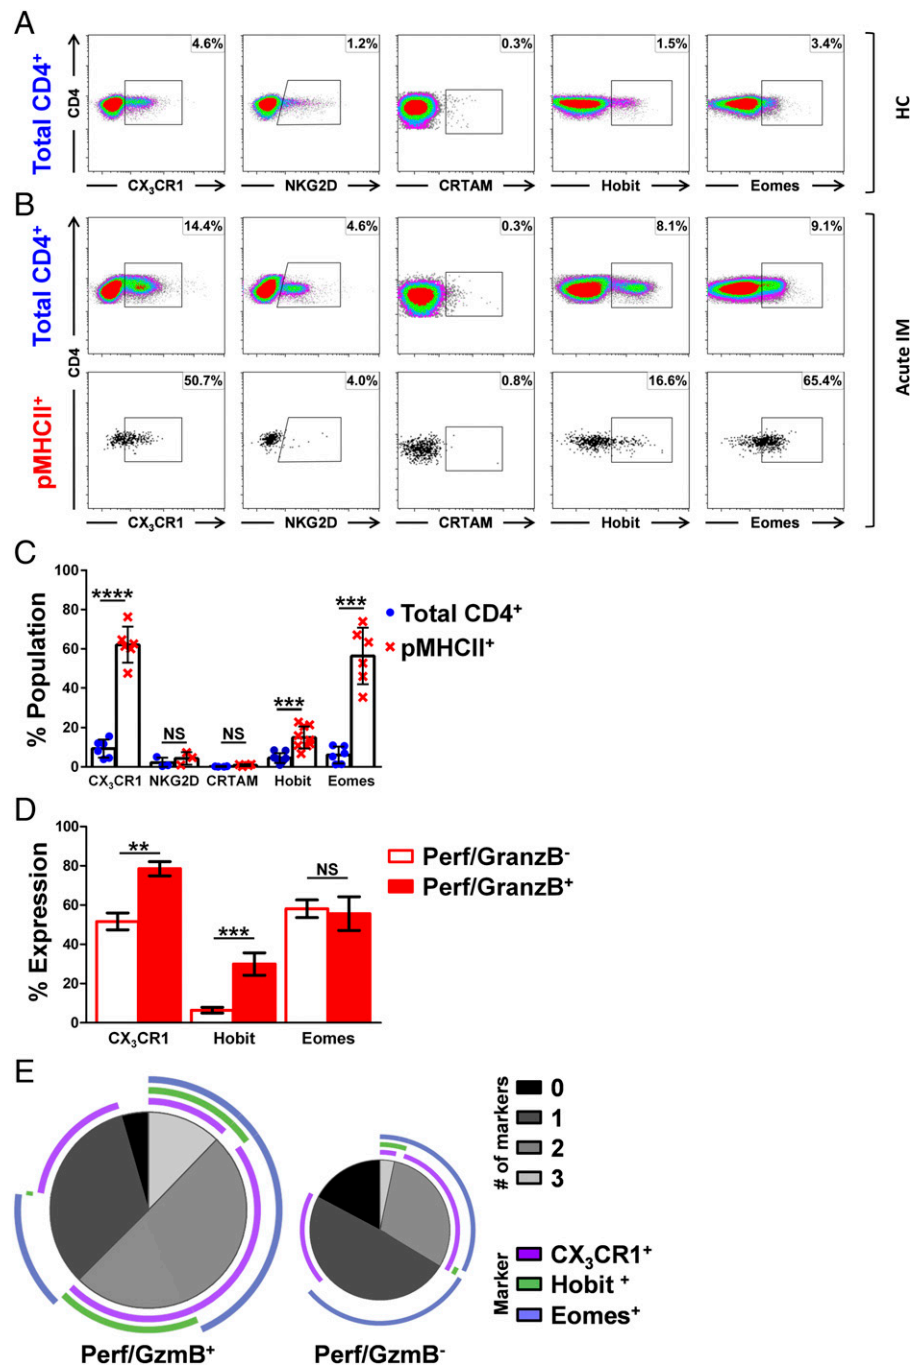 A
Total CD4+
CD4
4.6%
1.2%
0.3%
1.5%
3.4%
HC
CX3CR1
NKG2D
CRTAM
Hobit
Eomes
B
Total CD4+
14.4%
4.6%
0.3%
8.1%
9.1%
Acute IM
CD4
pMHCII+
50.7%
4.0%
0.8%
16.6%
65.4%
CX3CR1
NKG2D
CRTAM
Hobit
Eomes
C
% Population
100
80
60
40
20
0
****
NS
NS
***
***
CX3CR1
NKG2D
CRTAM
Hobit
Eomes
Total CD4+
pMHCII+
D
% Expression
100
80
60
40
20
0
**
***
NS
CX3CR1
Hobit
Eomes
Perf/GranzB-
Perf/GranzB+
E
Perf/GzmB+
Perf/GzmB-
# of markers
0
1
2
3
Marker
CX3CR1+
Hobit +
Eomes+